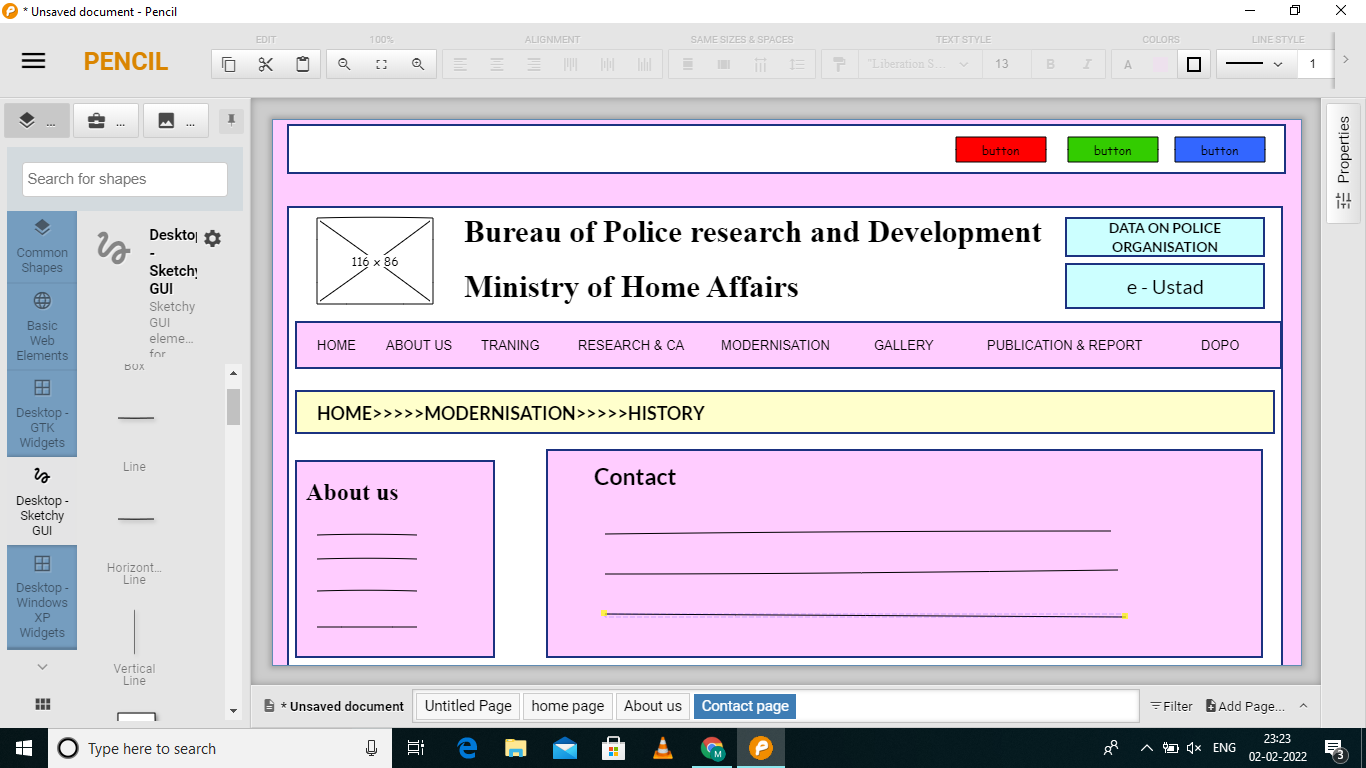 * Unsaved document - Pencil
PENCIL
EDIT
100%
ALIGNMENT
SAME SIZES & SPACES
TEXT STYLE
COLORS
LINE STYLE
"Liberation S...
13
B
I
A
1
...
...
...
Search for shapes
Common
Shapes
Basic
Web
Elements
Desktop -
GTK
Widgets
Desktop -
Sketchy
GUI
Desktop -
Windows
XP
Widgets
Desktop
-
Sketchy
GUI
Sketchy
GUI
eleme...
for
Box
Line
Horizont...
Line
Vertical
Line
button
button
button
116 x 86
Bureau of Police research and Development
Ministry of Home Affairs
DATA ON POLICE
ORGANISATION
e - Ustad
HOME
ABOUT US
TRANING
RESEARCH & CA
MODERNISATION
GALLERY
PUBLICATION & REPORT
DOPO
HOME>>>>>MODERNISATION>>>>>HISTORY
About us
Contact
Properties
* Unsaved document
Untitled Page
home page
About us
Contact page
Filter
Add Page...
Type here to search
M
ENG
23:23
02-02-2022
3